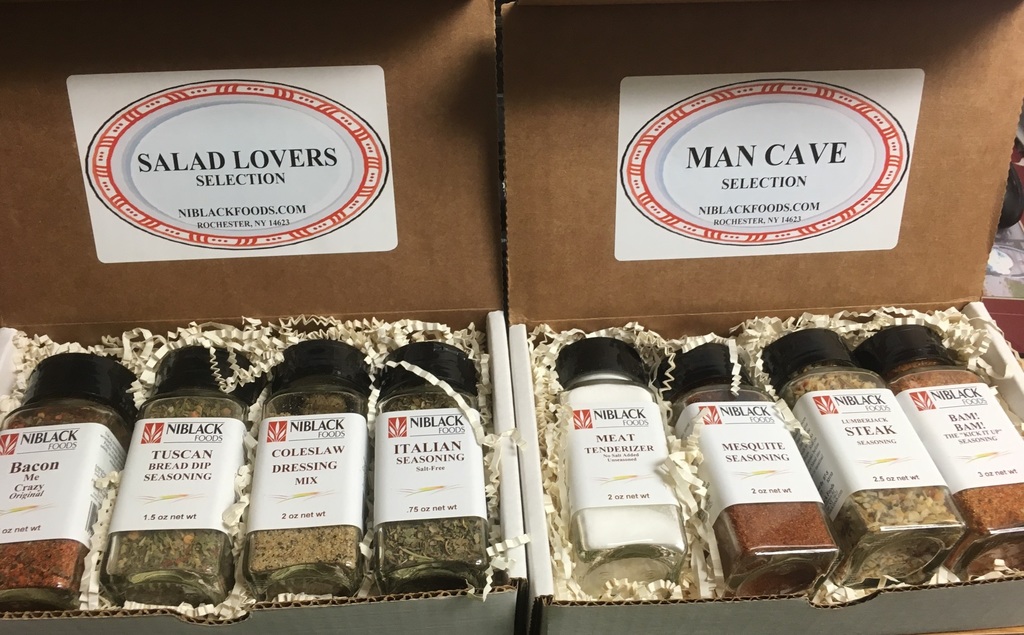 SALAD LOVERS
SELECTION
NIBLACKFOODS.COM
ROCHESTER, NY 14623
MAN CAVE
SELECTION
NIBLACKFOODS.COM
ROCHESTER, NY 14623
NIBLACK
FOODS
Bacon
Me
Crazy
Original
oz net wt
NIBLACK
FOODS
TUSCAN
BREAD DIP
SEASONING
1.5 oz net wt
NIBLACK
FOODS
COLESLAW
DRESSING
MIX
2 oz net wt
NIBLACK
FOODS
ITALIAN
SEASONING
Salt-Free
.75 oz net wt
NIBLACK
FOODS
MEAT
TENDERIZER
No Salt Added
Unseasoned
2 oz net wt
NIBLACK
FOODS
MESQUITE
SEASONING
2 oz net wt
NIBLACK
FOODS
LUMBERJACK
STEAK
SEASONING
2.5 oz net wt
NIBLACK
FOODS
BAM!
BAM!
THE "KICK IT UP"
SEASONING
3 oz net wt